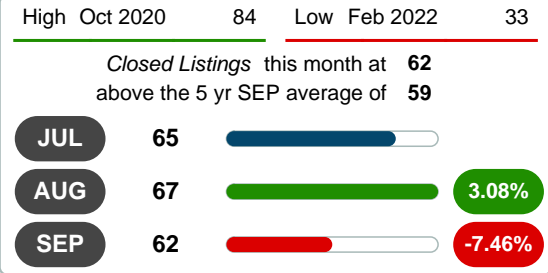 High Oct 2020 84 Low Feb 2022 33
Closed Listings this month at 62
above the 5 yr SEP average of 59
JUL 65
AUG 67 3.08%
SEP 62 -7.46%